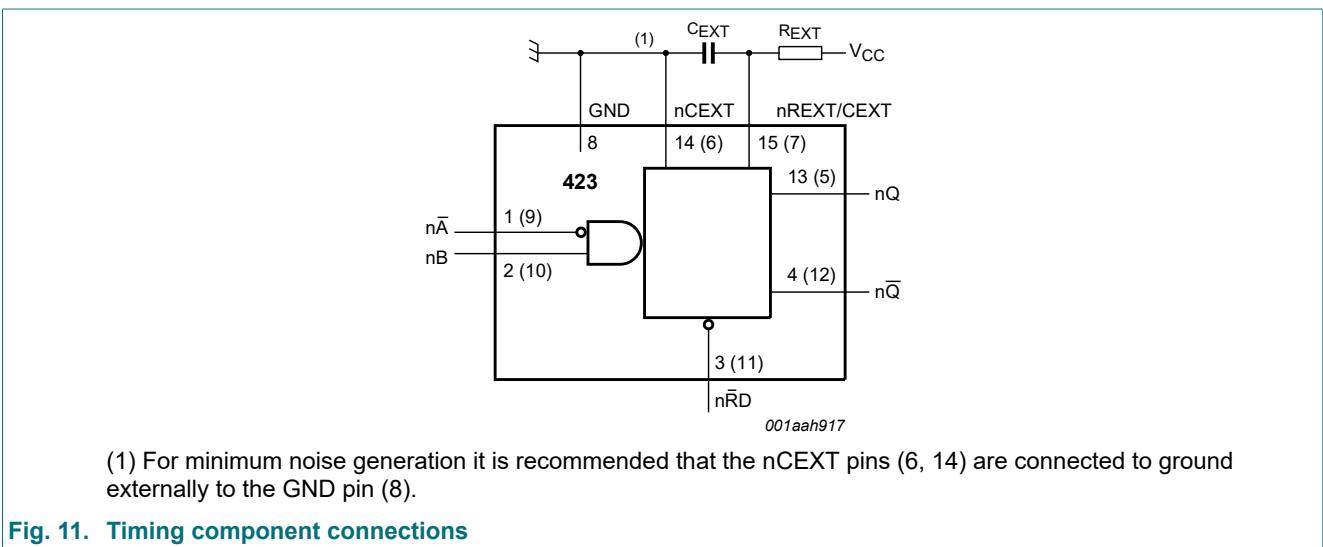 (1) CEXT REXT
VCC
GND nCEXT nREXT/CEXT
8 14 (6) 15 (7)
423 13 (5)
nQ
nA̅ 1 (9)
nB
2 (10) 4 (12)
nQ̅
3 (11)
nR̅D
001aah917
(1) For minimum noise generation it is recommended that the nCEXT pins (6, 14) are connected to ground
externally to the GND pin (8).
Fig. 11. Timing component connections